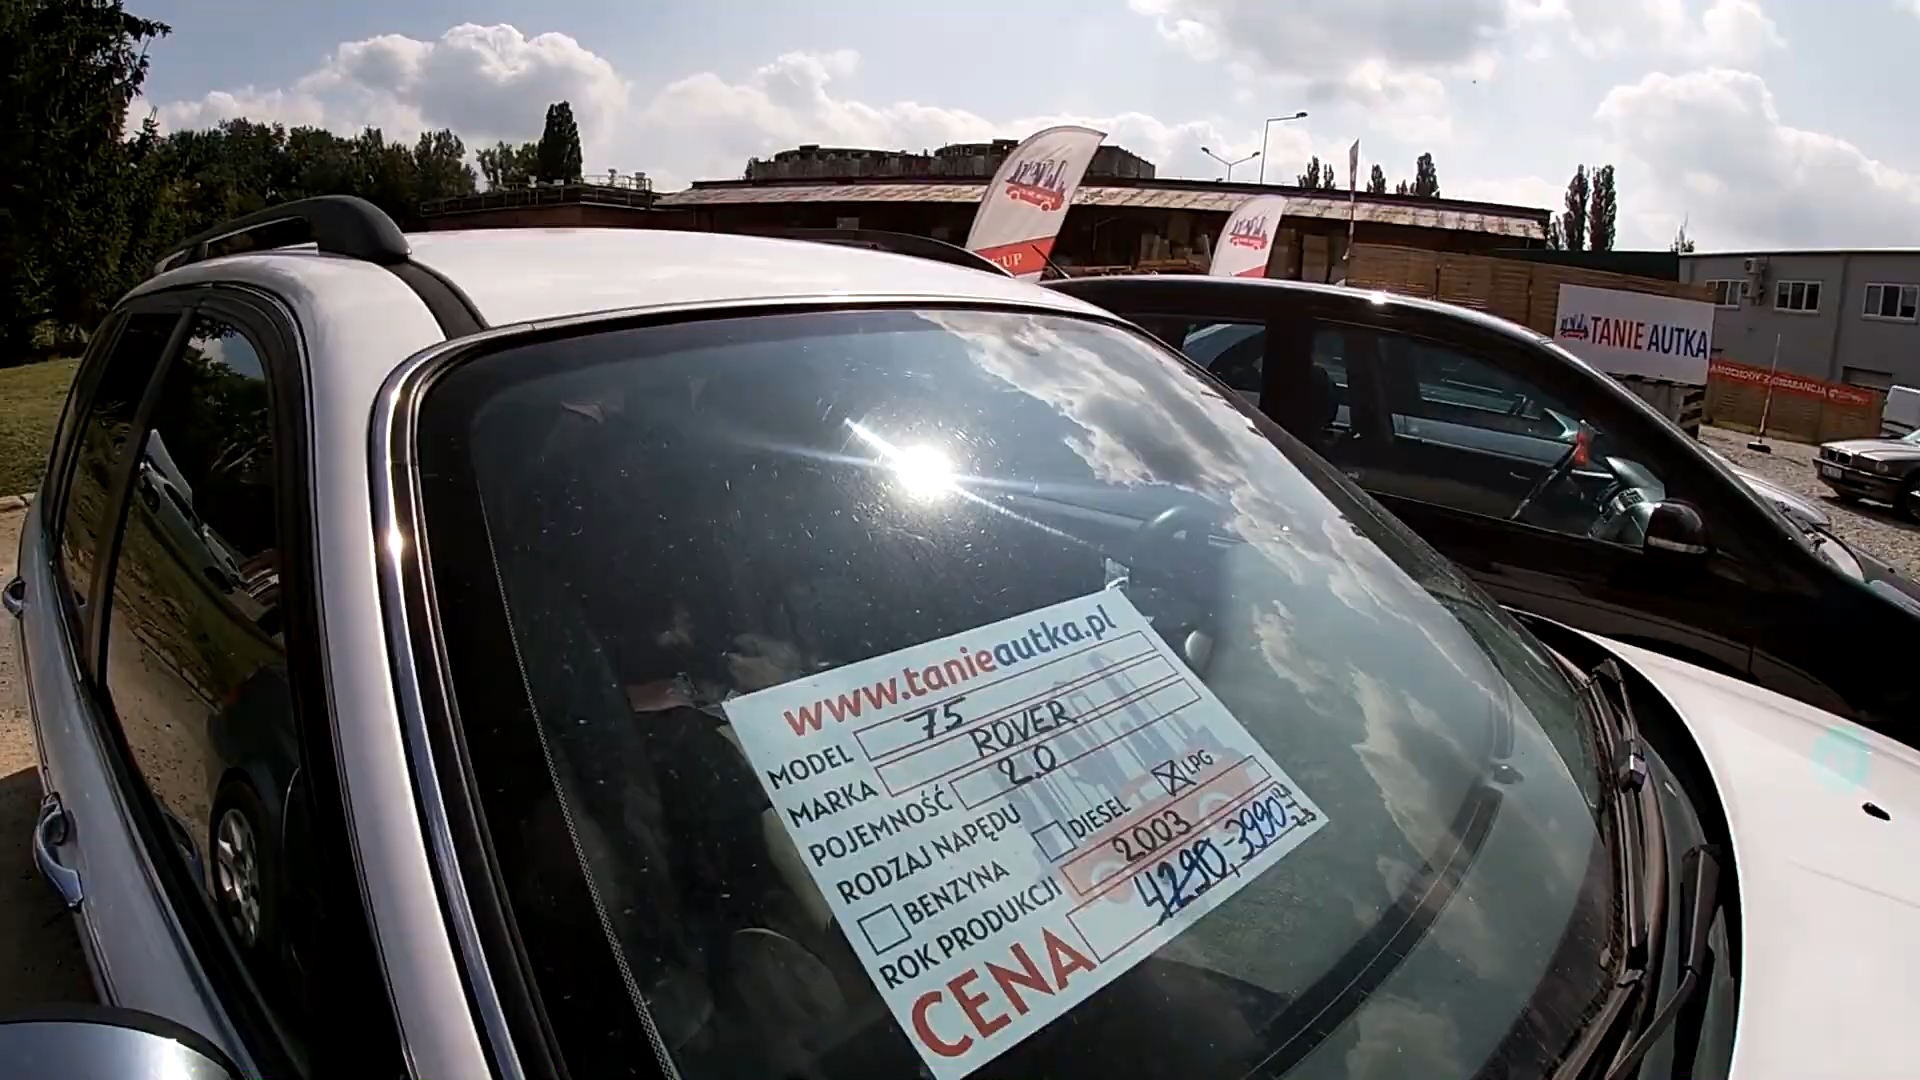 www.tanieautka.pl
MODEL 75
MARKA ROVER
POJEMNOŚĆ 2.0
RODZAJ NAPĘDU
BENZYNA DIESEL LPG
ROK PRODUKCJI 2003
CENA 4290,- 3990,-
TANIE AUTKA